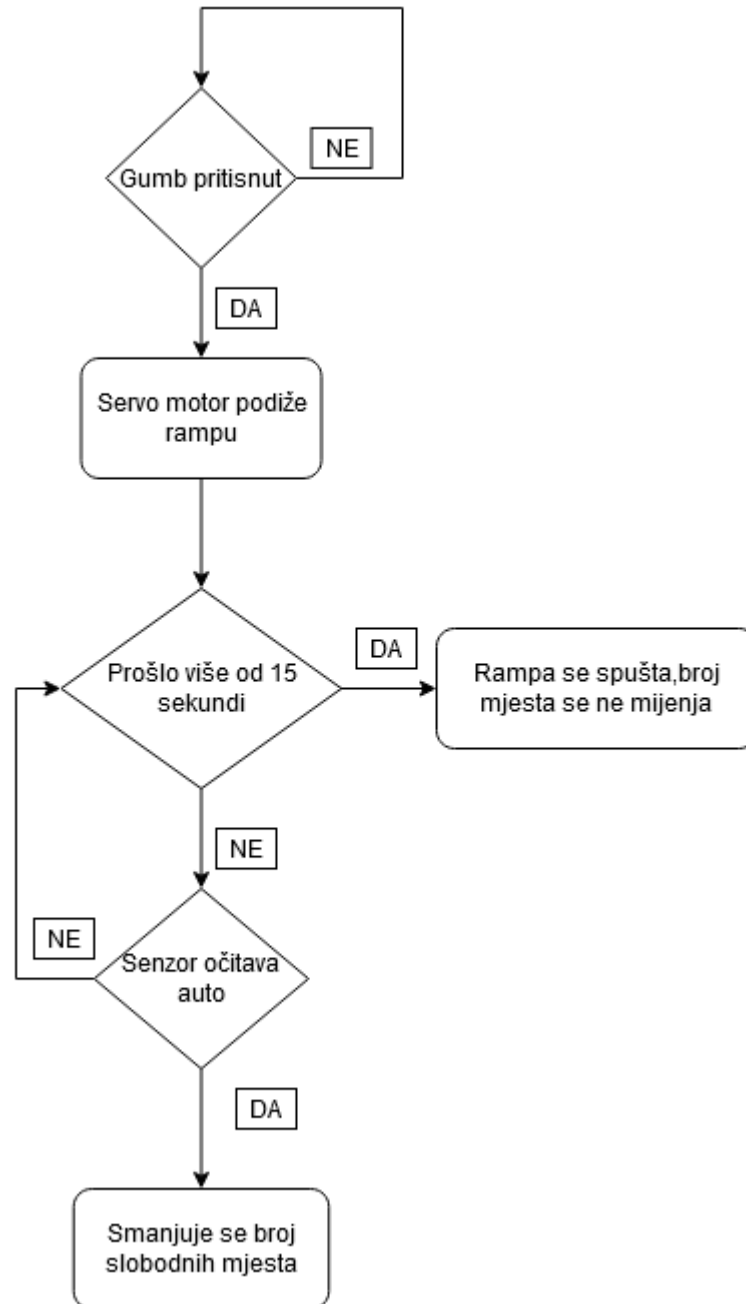 NE
Gumb pritisnut
DA
Servo motor podiže
rampu
DA
Prošlo više od 15
sekundi
Rampa se spušta,broj
mjesta se ne mijenja
NE
NE
Senzor očitava
auto
DA
Smanjuje se broj
slobodnih mjesta